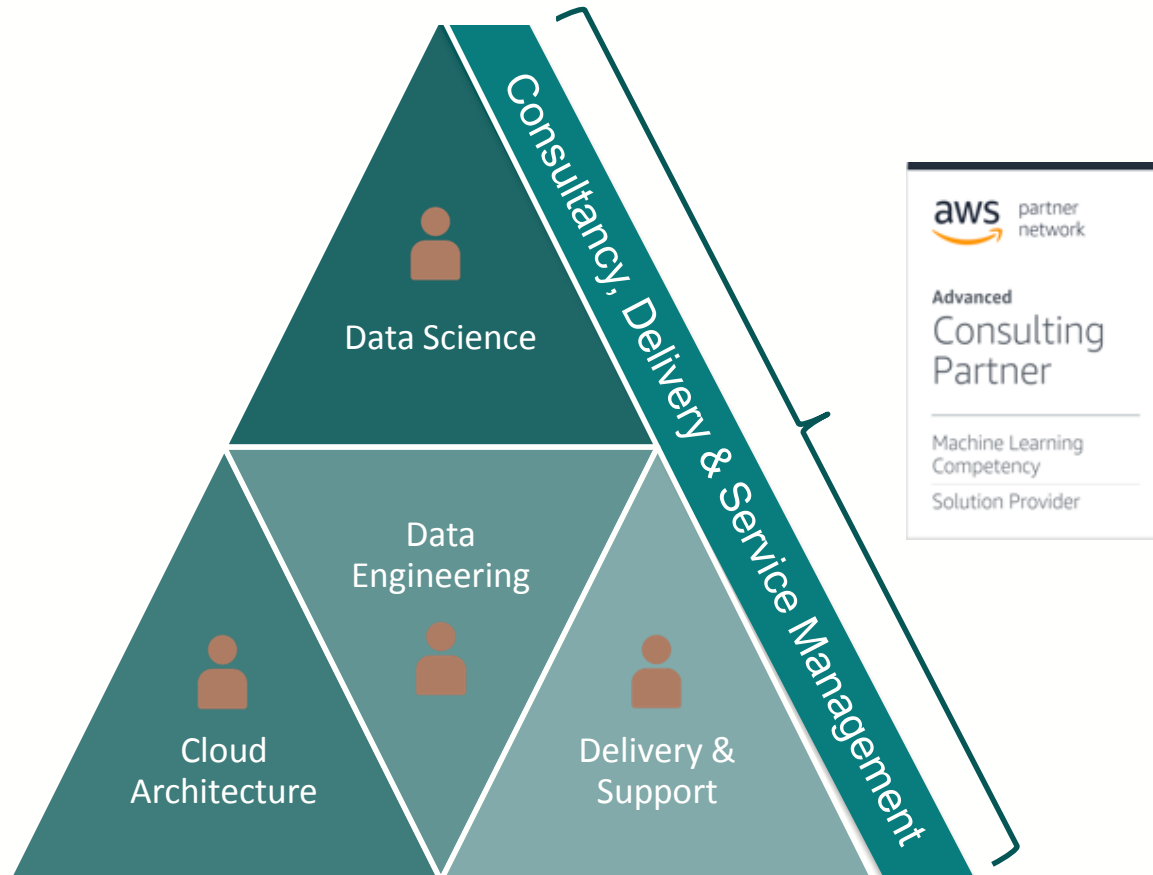 Consultancy, Delivery & Service Management
Data Science
Data
Engineering
Cloud
Architecture
Delivery &
Support
aws partner
network
Advanced
Consulting
Partner
Machine Learning
Competency
Solution Provider